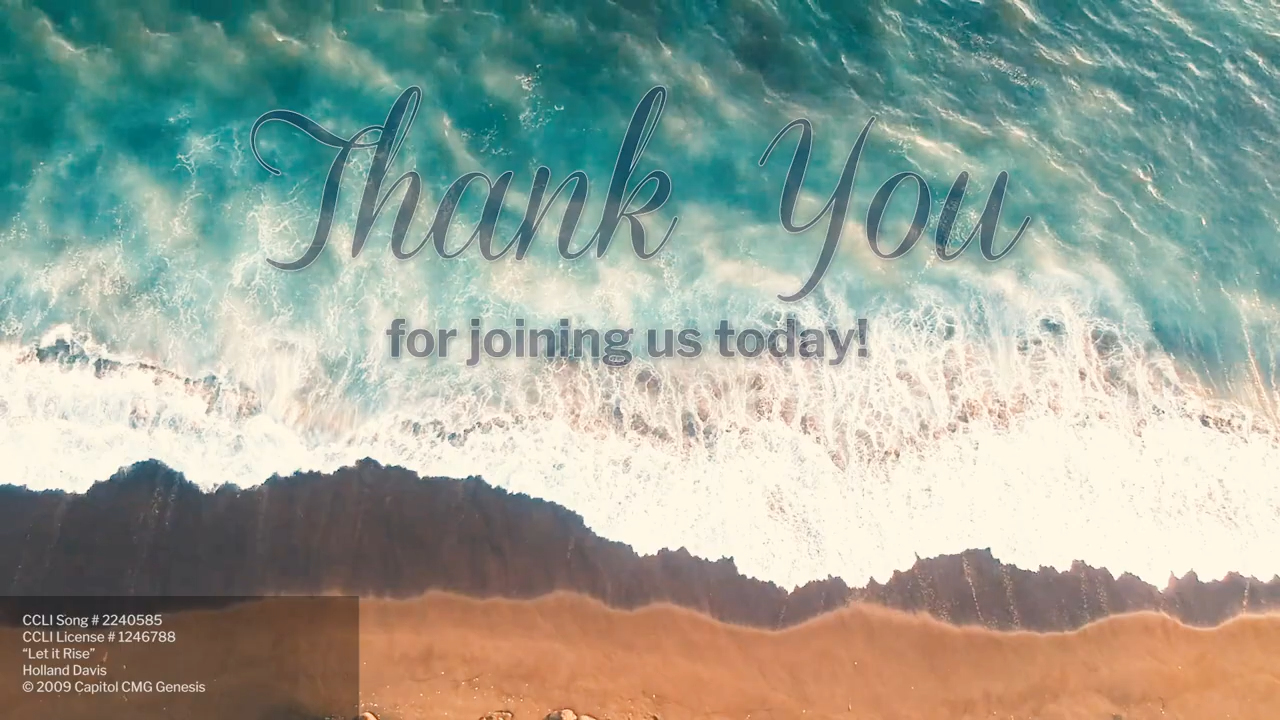 Thank You
for joining us today!
CCLI Song # 2240585
CCLI License # 1246788
“Let it Rise”
Holland Davis
© 2009 Capitol CMG Genesis